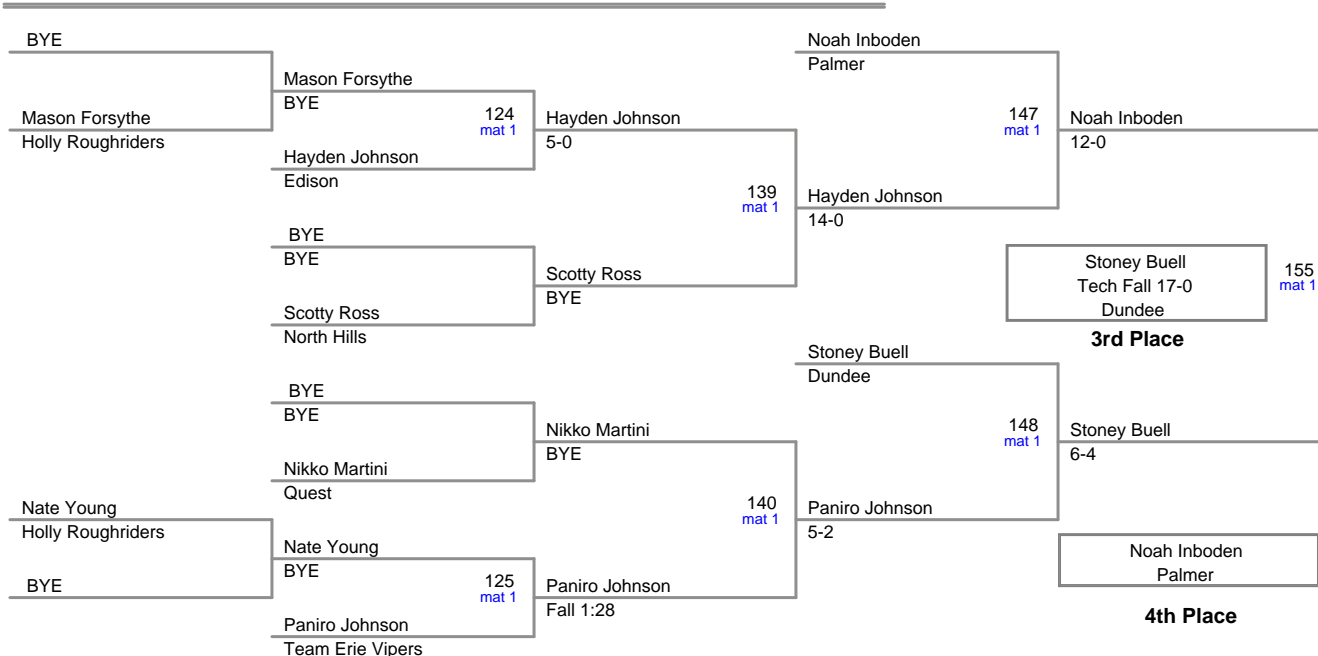 BYE
Mason Forsythe
Holly Roughriders
Mason Forsythe
BYE
124
mat 1
Hayden Johnson
Edison
Hayden Johnson
5-0
BYE
BYE
Scotty Ross
North Hills
Scotty Ross
BYE
139
mat 1
Noah Inboden
Palmer
Hayden Johnson
14-0
147
mat 1
Noah Inboden
12-0
Stoney Buell
Tech Fall 17-0
Dundee
155
mat 1
3rd Place
BYE
BYE
Nikko Martini
Quest
Nikko Martini
BYE
Nate Young
Holly Roughriders
BYE
Nate Young
BYE
125
mat 1
Paniro Johnson
Team Erie Vipers
Paniro Johnson
Fall 1:28
140
mat 1
Stoney Buell
Dundee
Paniro Johnson
5-2
148
mat 1
Stoney Buell
6-4
Noah Inboden
Palmer
4th Place